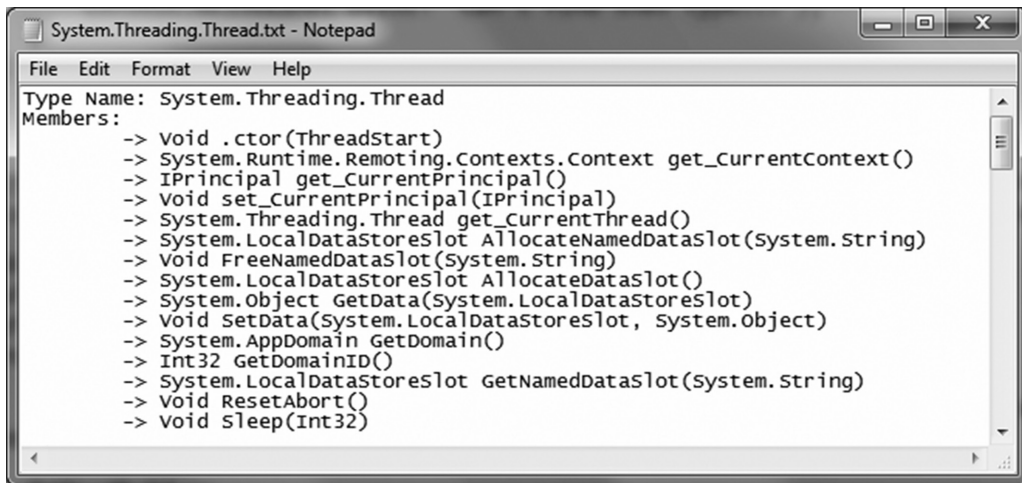 System.Threading.Thread.txt - Notepad
File Edit Format View Help
Type Name: System.Threading.Thread
Members:
-> Void .ctor(ThreadStart)
-> System.Runtime.Remoting.Contexts.Context get_CurrentContext()
-> IPrincipal get_CurrentPrincipal()
-> Void set_CurrentPrincipal(IPrincipal)
-> System.Threading.Thread get_CurrentThread()
-> System.LocalDataStoreSlot AllocateNamedDataSlot(System.String)
-> Void FreeNamedDataSlot(System.String)
-> System.LocalDataStoreSlot AllocateDataSlot()
-> System.Object GetData(System.LocalDataStoreSlot)
-> Void SetData(System.LocalDataStoreSlot, System.Object)
-> System.AppDomain GetDomain()
-> Int32 GetDomainID()
-> System.LocalDataStoreSlot GetNamedDataSlot(System.String)
-> Void ResetAbort()
-> Void Sleep(Int32)